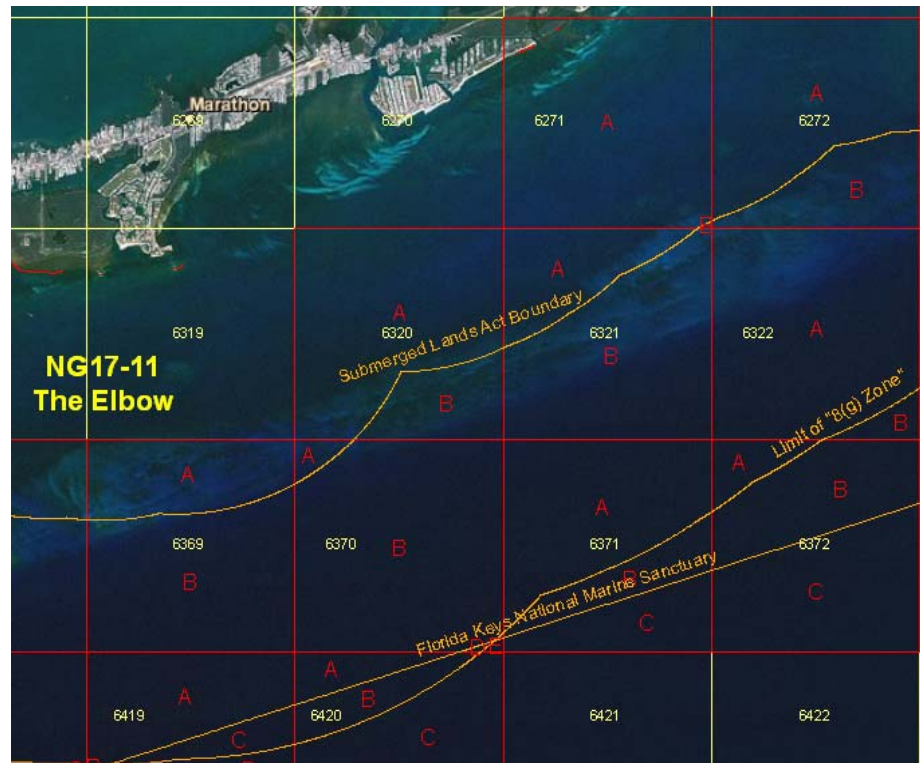 A
Marathon
6269
6270
6271
A
6272
B
B
A
A
6319
6320
Submerged Lands Act Boundary
6321
6322
A
B
NG17-11
The Elbow
B
Limit of "8(g) Zone"
B
A
A
A
B
A
6369
6370
B
6371
6372
B
B
Florida Keys National Marine Sanctuary
C
C
E
A
A
B
6419
6420
6421
6422
C
C